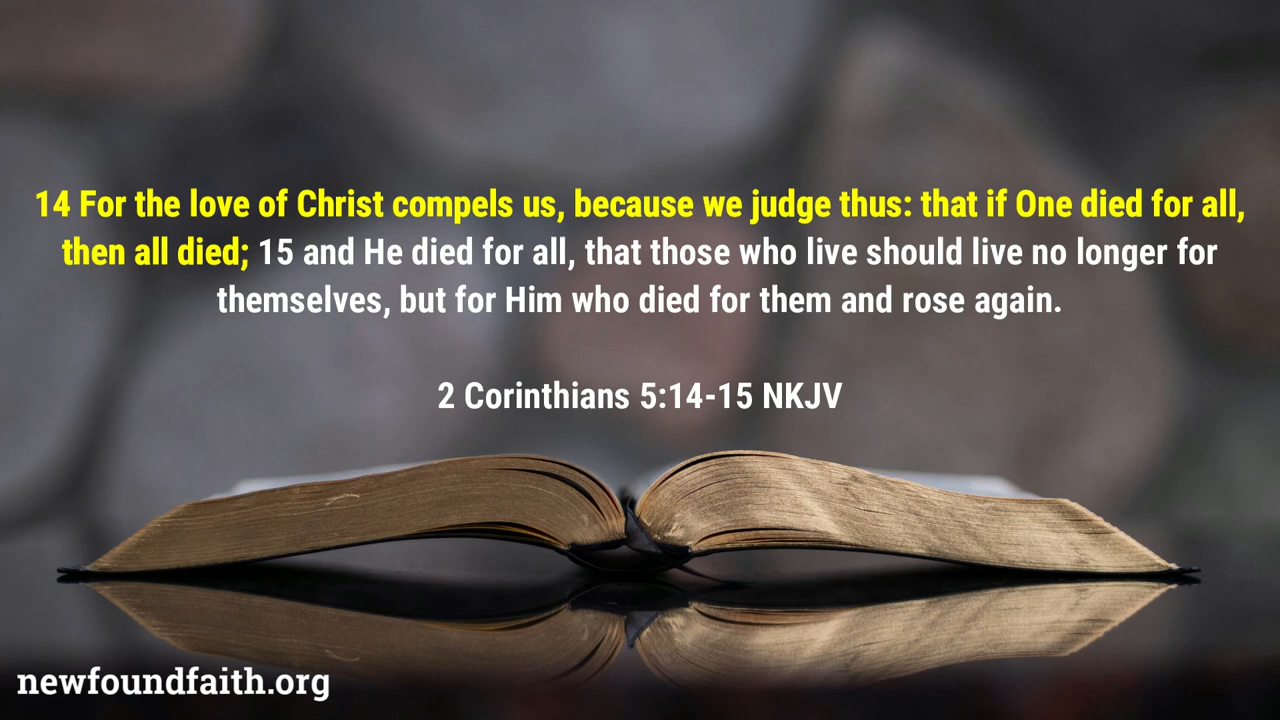 14 For the love of Christ compels us, because we judge thus: that if One died for all,
then all died; 15 and He died for all, that those who live should live no longer for
themselves, but for Him who died for them and rose again.
2 Corinthians 5:14-15 NKJV
newfoundfaith.org